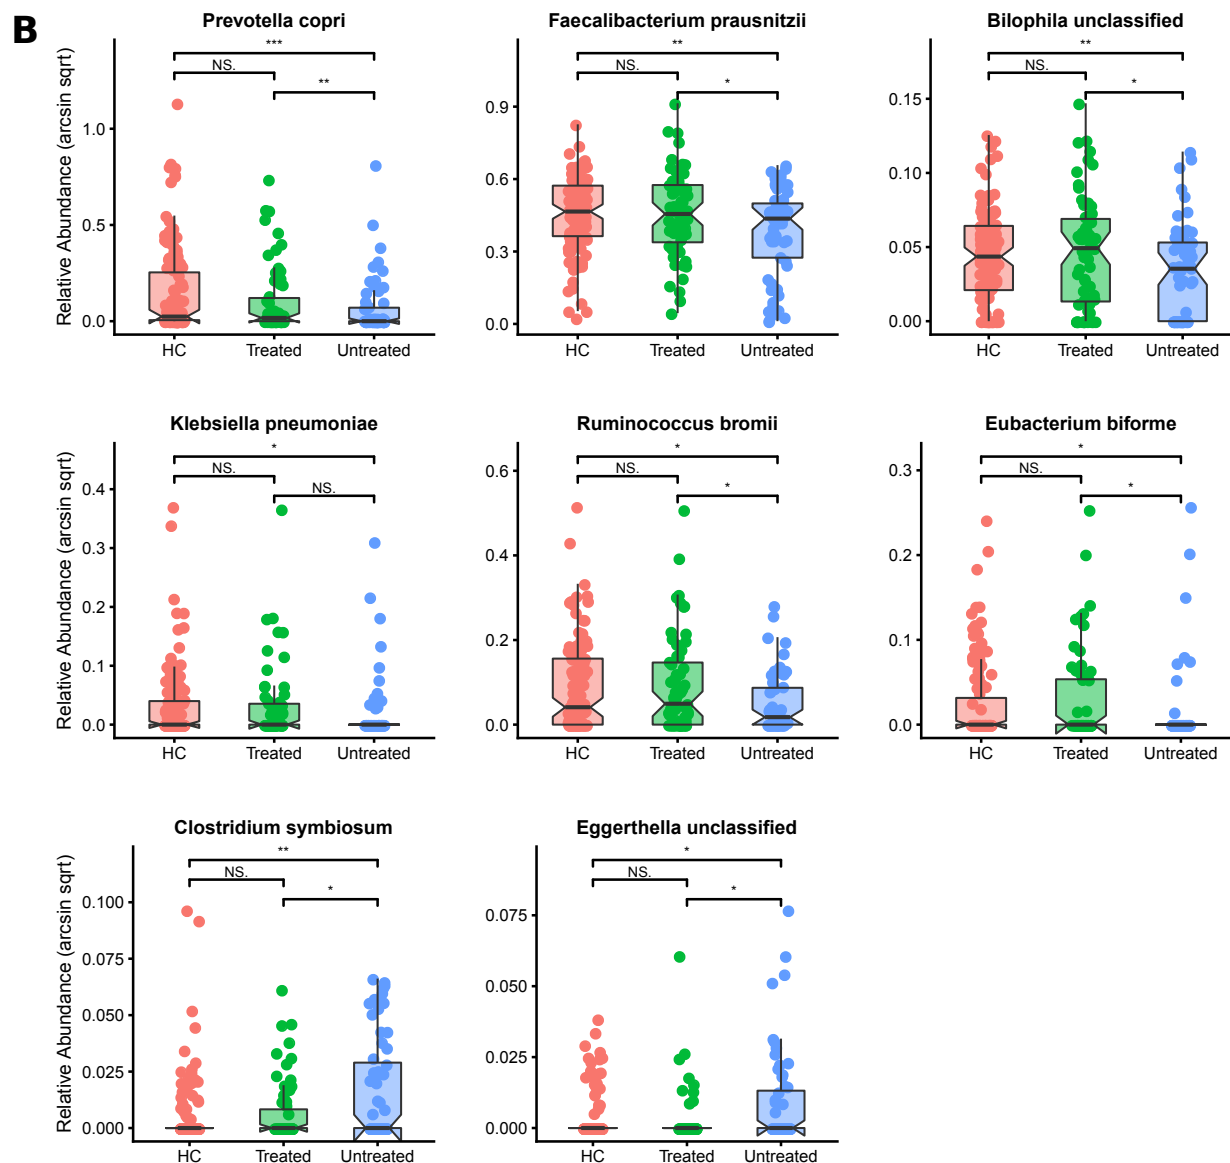 B
Prevotella copri
Faecalibacterium prausnitzii
Bilophila unclassified
Relative Abundance (arcsin sqrt)
***
NS.
**
1.0
0.5
0.0
HC Treated Untreated
**
NS.
*
0.9
0.6
0.3
0.0
HC Treated Untreated
**
NS.
*
0.15
0.10
0.05
0.00
HC Treated Untreated
Klebsiella pneumoniae
Ruminococcus bromii
Eubacterium biforme
Relative Abundance (arcsin sqrt)
*
NS.
NS.
0.4
0.3
0.2
0.1
0.0
HC Treated Untreated
*
NS.
*
0.6
0.4
0.2
0.0
HC Treated Untreated
*
NS.
*
0.3
0.2
0.1
0.0
HC Treated Untreated
Clostridium symbiosum
Eggerthella unclassified
Relative Abundance (arcsin sqrt)
**
NS.
*
0.100
0.075
0.050
0.025
0.000
HC Treated Untreated
*
NS.
*
0.075
0.050
0.025
0.000
HC Treated Untreated